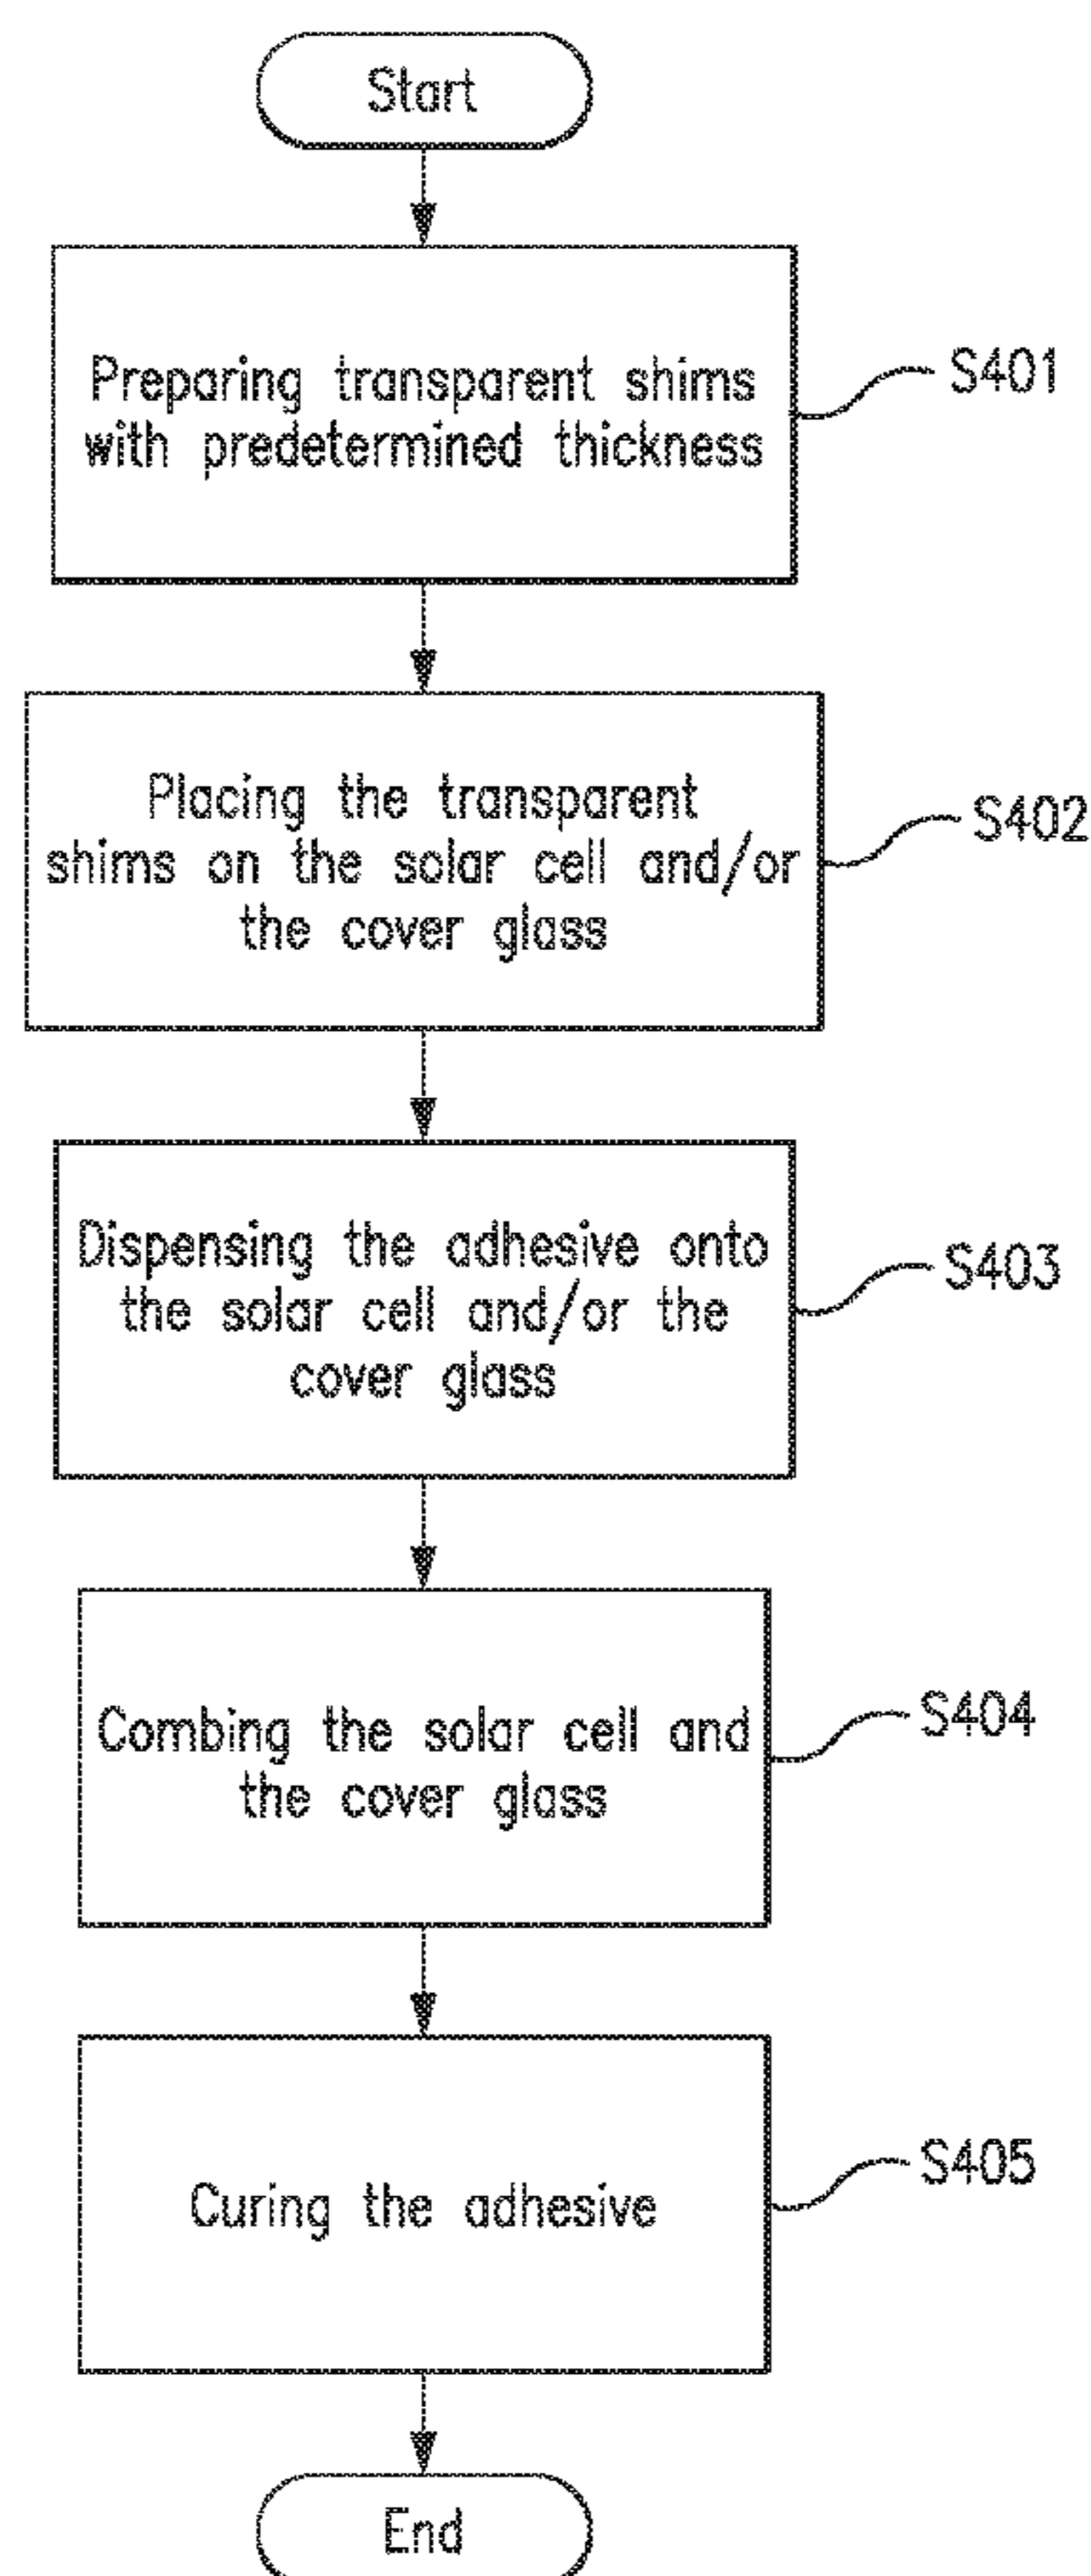 Start
Preparing transparent shims
with predetermined thickness
S401
Placing the transparent
shims on the solar cell and/or
the cover glass
S402
Dispensing the adhesive onto
the solar cell and/or the
cover glass
S403
Combing the solar cell and
the cover glass
S404
Curing the adhesive
S405
End